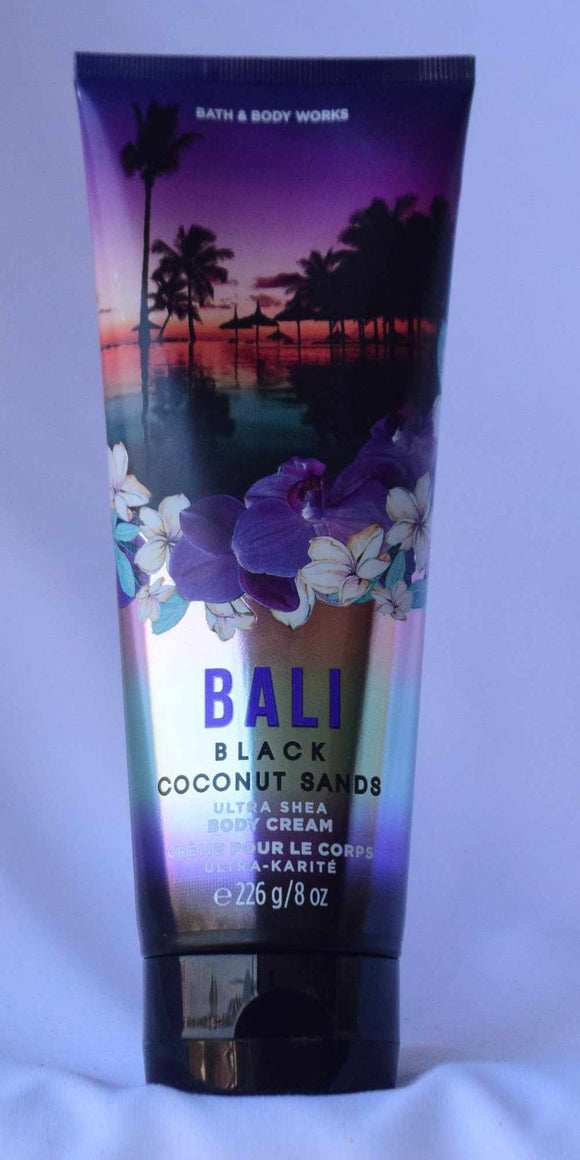 BATH & BODY WORKS
BALI
BLACK
COCONUT SANDS
ULTRA SHEA
BODY CREAM
CRÈME POUR LE CORPS
ULTRA-KARITÉ
℮ 226 g/8 oz